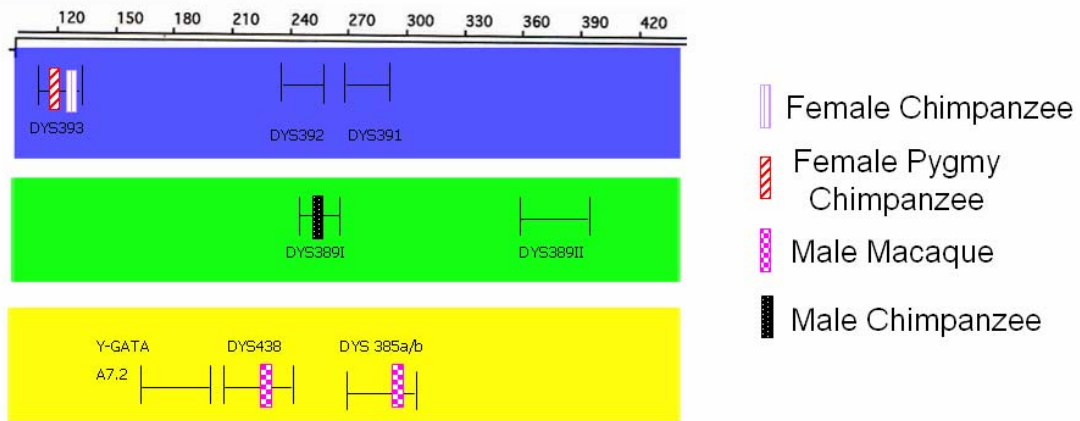 120 150 180 210 240 270 300 330 360 390 420
DYS393
DYS392
DYS391
DYS389I
DYS389II
Y-GATA
A7.2
DYS438
DYS 385a/b
Female Chimpanzee
Female Pygmy
Chimpanzee
Male Macaque
Male Chimpanzee